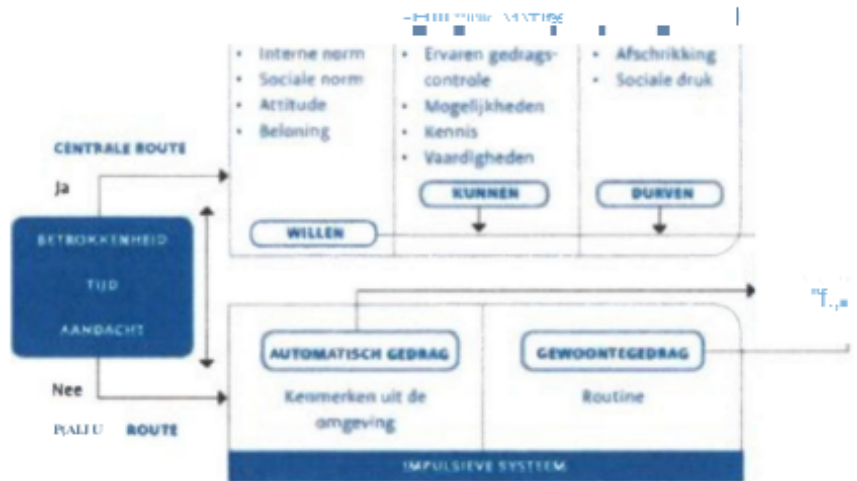 • Interne norm
• Sociale norm
• Attitude
• Beloning
• Ervaren gedrags-
controle
• Mogelijkheden
• Kennis
• Vaardigheden
• Afschrikking
• Sociale druk
CENTRALE ROUTE
Ja
WILLEN
KUNNEN
DURVEN
BETROKKENHEID
TIJD
AANDACHT
Nee
ROUTE
AUTOMATISCH GEDRAG
Kenmerken uit de
omgeving
GEWOONTEGEDRAG
Routine
IMPULSIEVE SYSTEEM